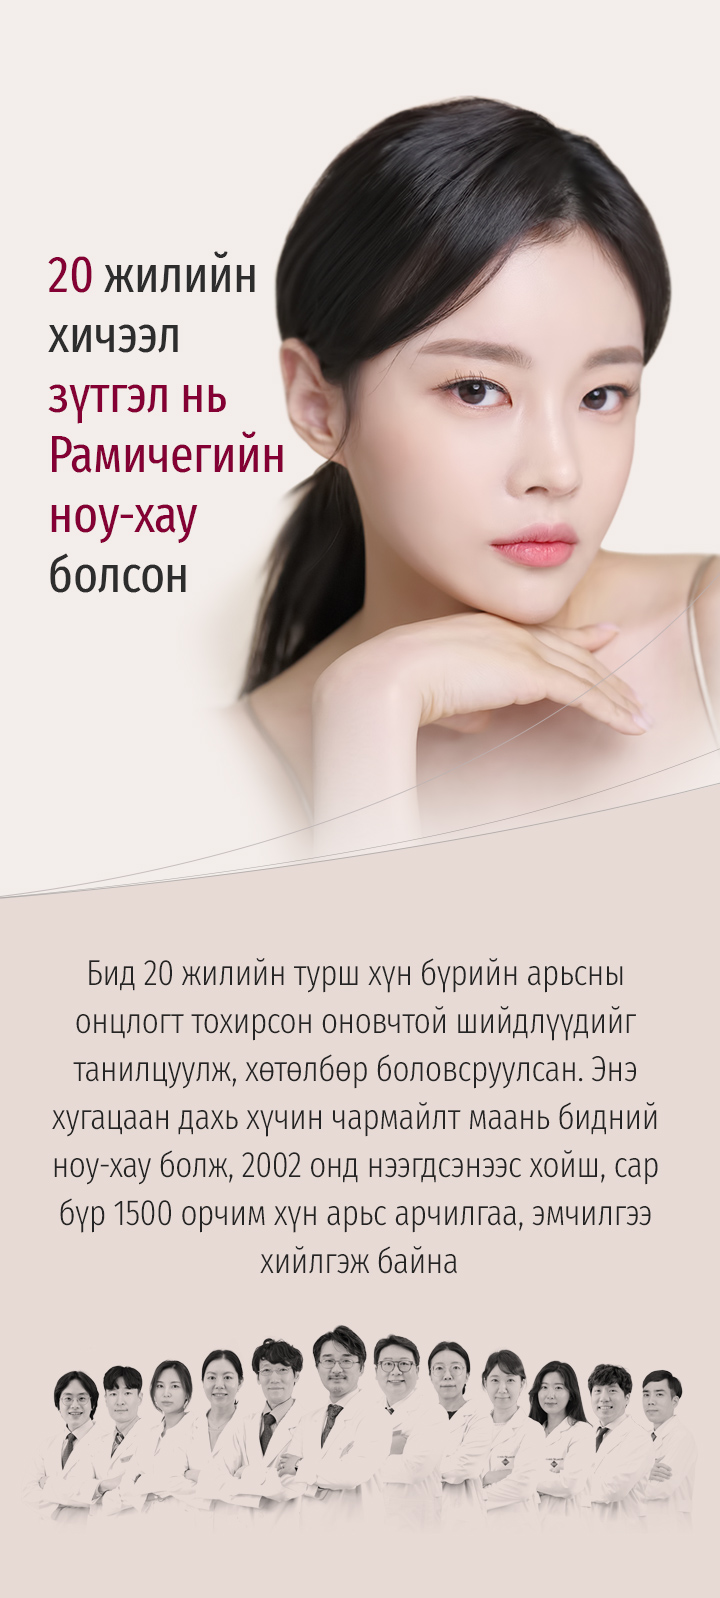 20 жилийн
хичээл
зүтгэл нь
Рамичегийн
ноу-хау
болсон
Бид 20 жилийн турш хүн бүрийн арьсны
онцлогт тохирсон оновчтой шийдлүүдийг
танилцуулж, хөтөлбөр боловсруулсан. Энэ
хугацаан дахь хүчин чармайлт маань бидний
ноу-хау болж, 2002 онд нээгдсэнээс хойш, сар
бүр 1500 орчим хүн арьс арчилгаа, эмчилгээ
хийлгэж байна